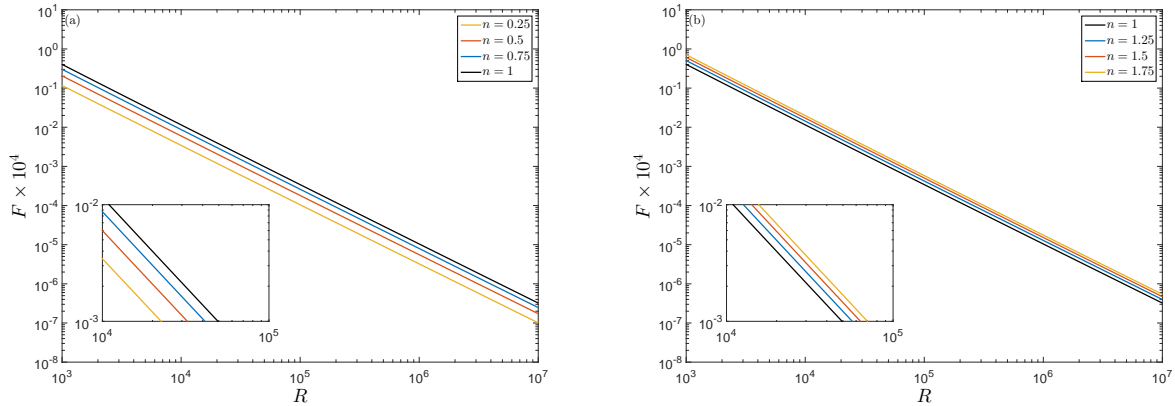 (a)
n = 0.25
n = 0.5
n = 0.75
n = 1
10^1
10^0
10^-1
10^-2
10^-3
10^-4
10^-5
10^-6
10^-7
10^-8
F × 10^4
10^-2
10^-3
10^4
10^5
10^3
10^4
10^5
10^6
10^7
R
(b)
n = 1
n = 1.25
n = 1.5
n = 1.75
10^1
10^0
10^-1
10^-2
10^-3
10^-4
10^-5
10^-6
10^-7
10^-8
F × 10^4
10^-2
10^-3
10^4
10^5
10^3
10^4
10^5
10^6
10^7
R